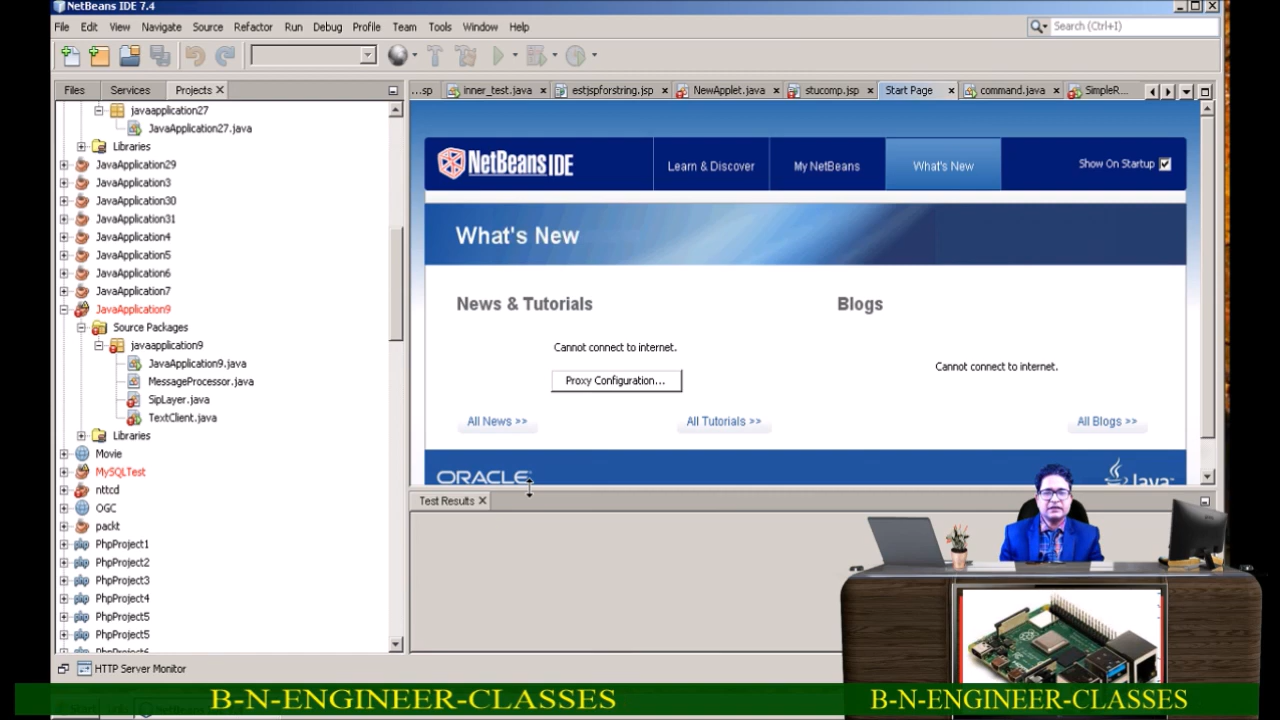 NetBeans IDE 7.4
File Edit View Navigate Source Refactor Run Debug Profile Team Tools Window Help
Search (Ctrl+I)
Files Services Projects
...sp inner_test.java estjspforstring.jsp NewApplet.java stucomp.jsp Start Page command.java SimpleR...
javaapplication27
JavaApplication27.java
Libraries
JavaApplication29
JavaApplication3
JavaApplication30
JavaApplication31
JavaApplication4
JavaApplication5
JavaApplication6
JavaApplication7
JavaApplication9
Source Packages
javaapplication9
JavaApplication9.java
MessageProcessor.java
SipLayer.java
TextClient.java
Libraries
Movie
MySQLTest
nttcd
OGC
packt
PhpProject1
PhpProject2
PhpProject3
PhpProject4
PhpProject5
PhpProject5
NetBeans IDE
Learn & Discover
My NetBeans
What's New
Show On Startup
What's New
News & Tutorials
Blogs
Cannot connect to internet.
Proxy Configuration...
Cannot connect to internet.
All News >>
All Tutorials >>
All Blogs >>
ORACLE
Java
Test Results
HTTP Server Monitor
B-N-ENGINEER-CLASSES B-N-ENGINEER-CLASSES